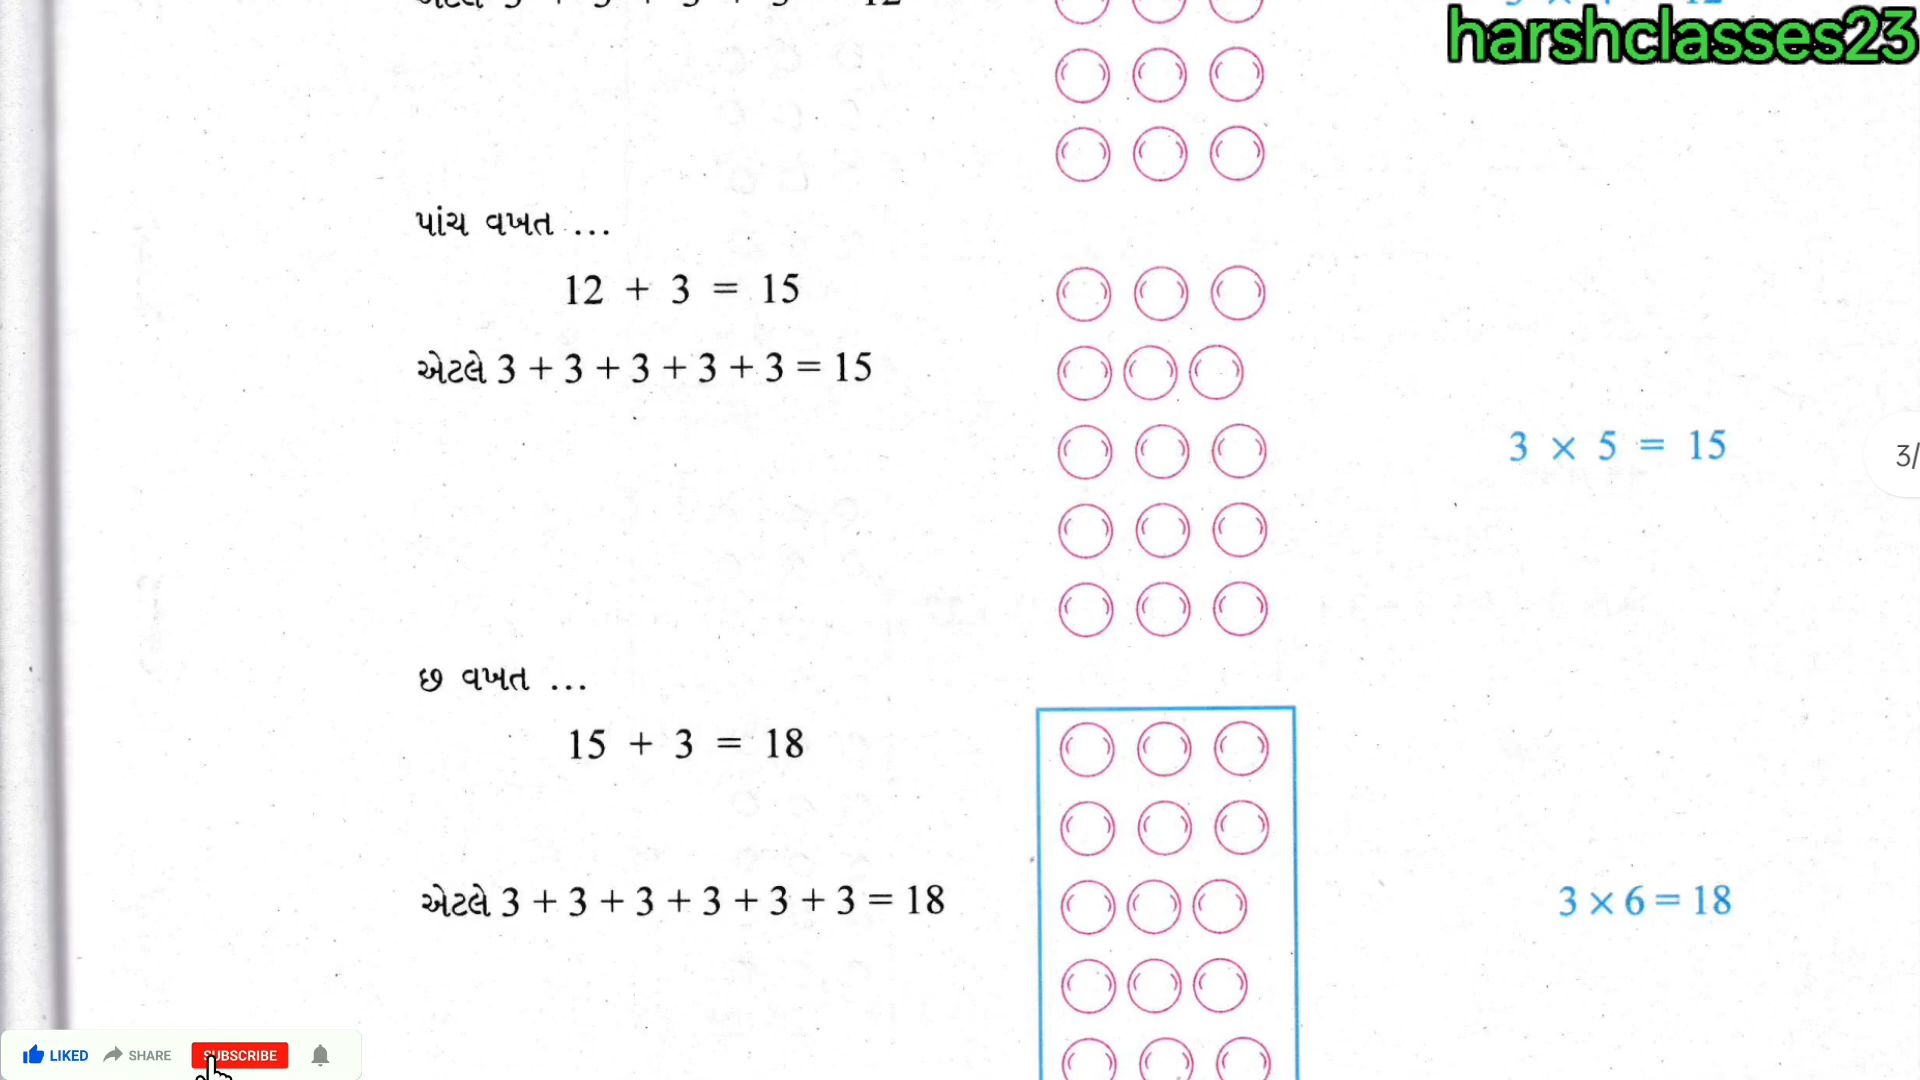 harshclasses23
પાંચ વખત ...
12 + 3 = 15
એટલે 3 + 3 + 3 + 3 + 3 = 15
3 × 5 = 15
3/
છ વખત ...
15 + 3 = 18
એટલે 3 + 3 + 3 + 3 + 3 + 3 = 18
3 × 6 = 18
LIKED SHARE SUBSCRIBE